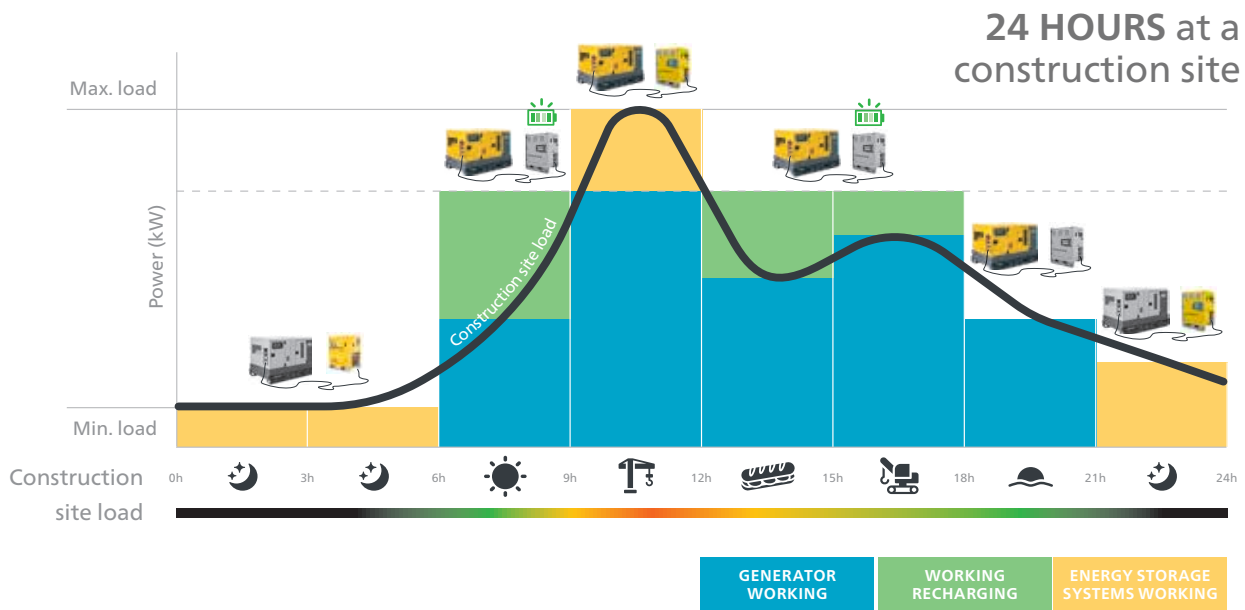 24 HOURS at a
construction site
Max. load
Power (kW)
Construction site load
Min. load
Construction
site load
0h 3h 6h 9h 12h 15h 18h 21h 24h
GENERATOR
WORKING
WORKING
RECHARGING
ENERGY STORAGE
SYSTEMS WORKING